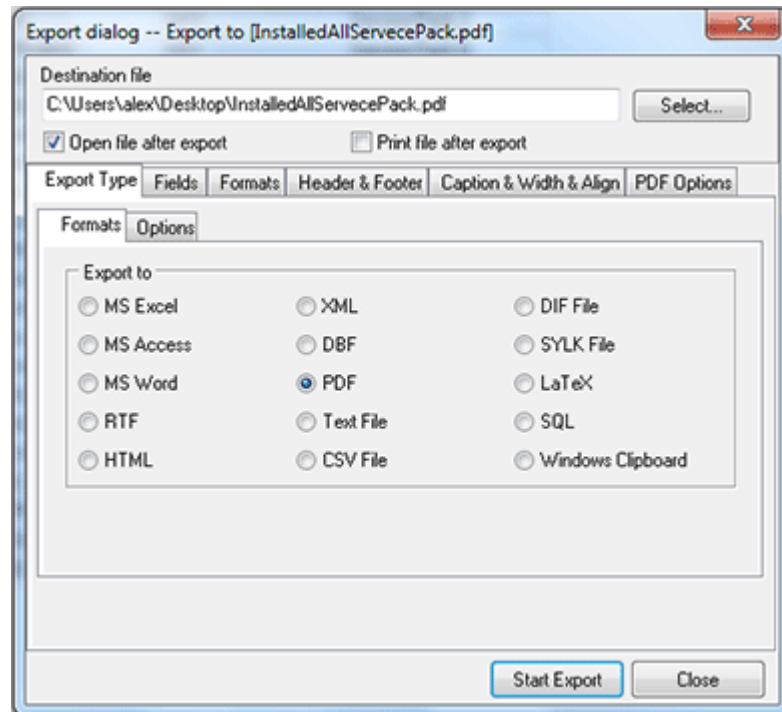 Export dialog -- Export to [InstalledAllServecePack.pdf]
Destination file
C:\Users\alex\Desktop\InstalledAllServecePack.pdf Select...
Open file after export Print file after export
Export Type Fields Formats Header & Footer Caption & Width & Align PDF Options
Formats Options
Export to
MS Excel XML DIF File
MS Access DBF SYLK File
MS Word PDF LaTeX
RTF Text File SQL
HTML CSV File Windows Clipboard
Start Export Close